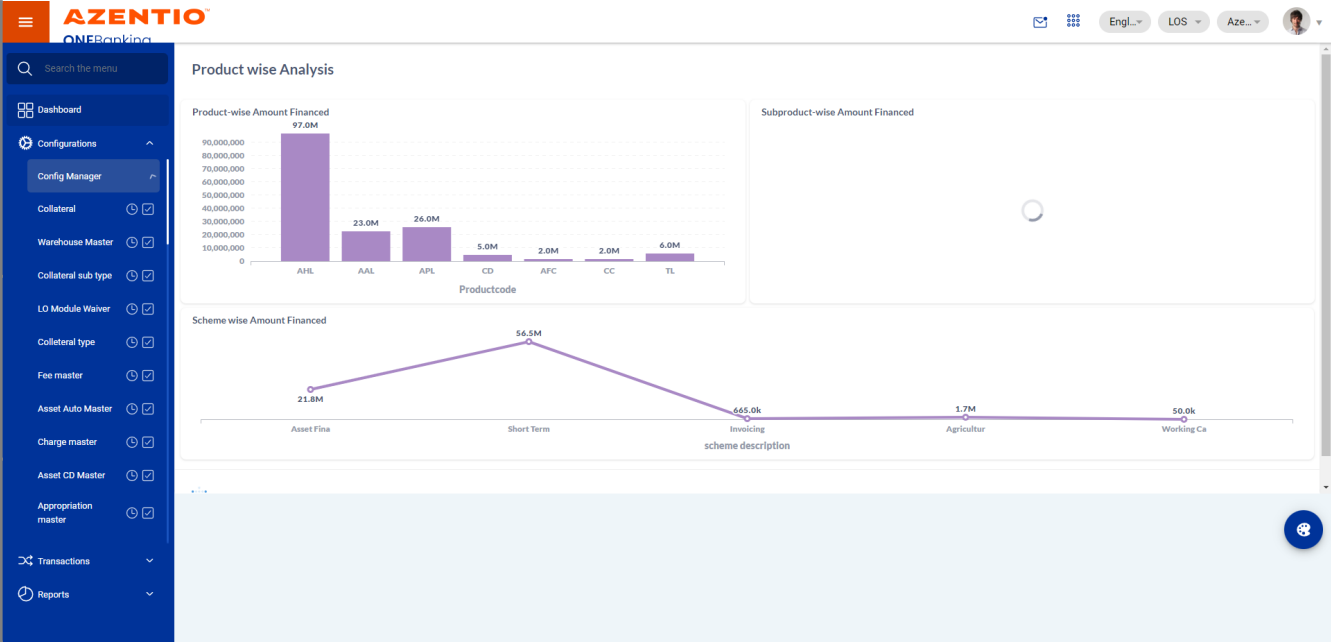 AZENTIO™
ONEBanking
Engl...
LOS
Aze...
Search the menu
Dashboard
Configurations
Config Manager
Collateral
Warehouse Master
Collateral sub type
LO Module Waiver
Colleteral type
Fee master
Asset Auto Master
Charge master
Asset CD Master
Appropriation
master
Transactions
Reports
Product wise Analysis
Product-wise Amount Financed
97.0M
90,000,000
80,000,000
70,000,000
60,000,000
50,000,000
40,000,000
30,000,000
20,000,000
10,000,000
0
23.0M
26.0M
5.0M
2.0M
2.0M
6.0M
AHL AAL APL CD AFC CC TL
Productcode
Subproduct-wise Amount Financed
Scheme wise Amount Financed
56.5M
21.8M
665.0k
1.7M
50.0k
Asset Fina Short Term Invoicing Agricultur Working Ca
scheme description